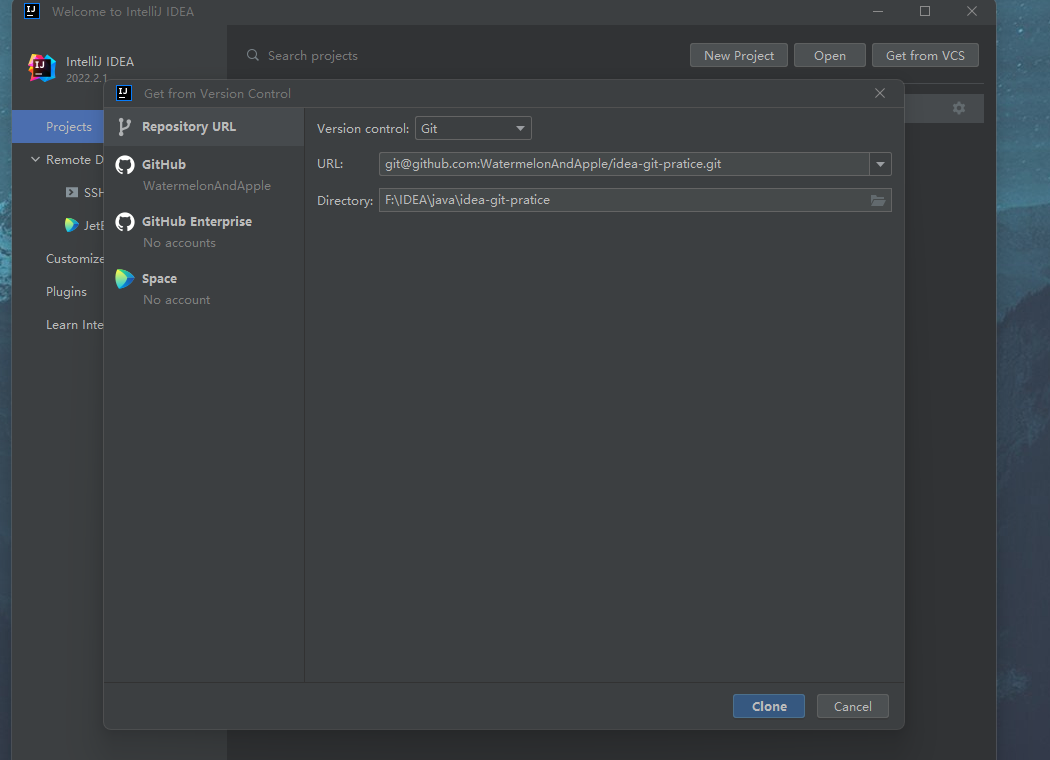 Welcome to IntelliJ IDEA
IntelliJ IDEA
2022.2.1
Search projects
New Project
Open
Get from VCS
Get from Version Control
Projects
Remote D
SSH
JetB
Customize
Plugins
Learn Inte
Repository URL
GitHub
WatermelonAndApple
GitHub Enterprise
No accounts
Space
No account
Version control: Git
URL: git@github.com:WatermelonAndApple/idea-git-pratice.git
Directory: F:\IDEA\java\idea-git-pratice
Clone
Cancel